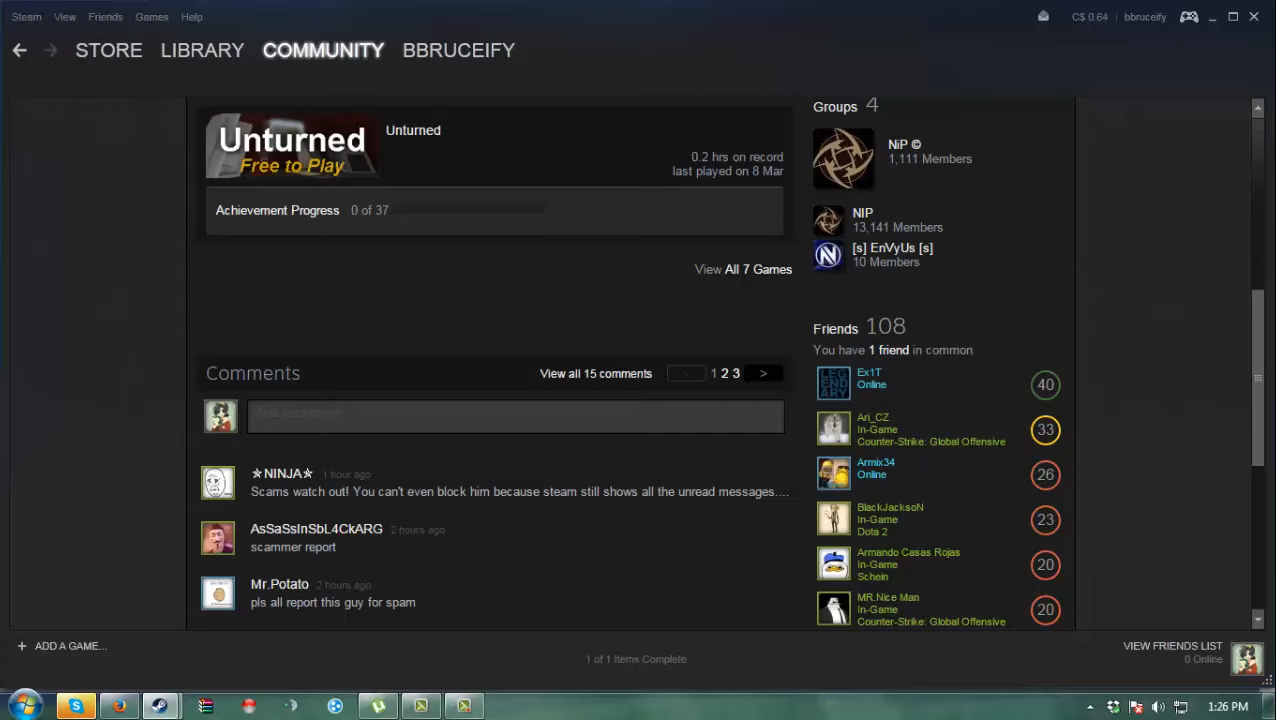 Steam View Friends Games Help
C$ 0.64 bbruceify
STORE LIBRARY COMMUNITY BBRUCEIFY
Unturned
Free to Play
Unturned
0.2 hrs on record
last played on 8 Mar
Achievement Progress 0 of 37
View All 7 Games
Comments View all 15 comments < 1 2 3 >
Add a comment
★NINJA★ 1 hour ago
Scams watch out! You can't even block him because steam still shows all the unread messages....
AsSaSsInSbL4CkARG 2 hours ago
scammer report
Mr.Potato 2 hours ago
pls all report this guy for spam
Groups 4
NiP ©
1,111 Members
NIP
13,141 Members
[s] EnVyUs [s]
10 Members
Friends 108
You have 1 friend in common
LEGENDARY
Ex1T
Online
40
Ari_CZ
In-Game
Counter-Strike: Global Offensive
33
Armix34
Online
26
BlackJacksoN
In-Game
Dota 2
23
Armando Casas Rojas
In-Game
Schein
20
MR.Nice Man
In-Game
Counter-Strike: Global Offensive
20
+ ADD A GAME...
1 of 1 Items Complete
VIEW FRIENDS LIST
0 Online
1:26 PM